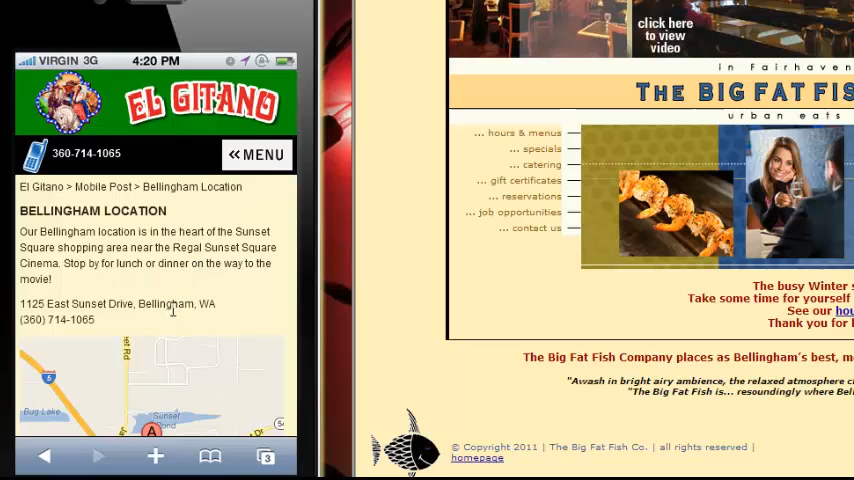 VIRGIN 3G 4:20 PM
EL GITANO
360-714-1065
«MENU
El Gitano > Mobile Post > Bellingham Location
BELLINGHAM LOCATION
Our Bellingham location is in the heart of the Sunset
Square shopping area near the Regal Sunset Square
Cinema. Stop by for lunch or dinner on the way to the
movie!
1125 East Sunset Drive, Bellingham, WA
(360) 714-1065
5
Bug Lake
A
3
click here
to view
video
in Fairhaven
THE BIG FAT FIS
urban eats
... hours & menus
... specials
... catering
... gift certificates
... reservations
... job opportunities
... contact us
The busy Winter s
Take some time for yourself
See our hou
Thank you for b
The Big Fat Fish Company places as Bellingham's best, me
"Awash in bright airy ambience, the relaxed atmosphere c
"The Big Fat Fish is... resoundingly where Bell
© Copyright 2011 | The Big Fat Fish Co. | all rights reserved |
homepage